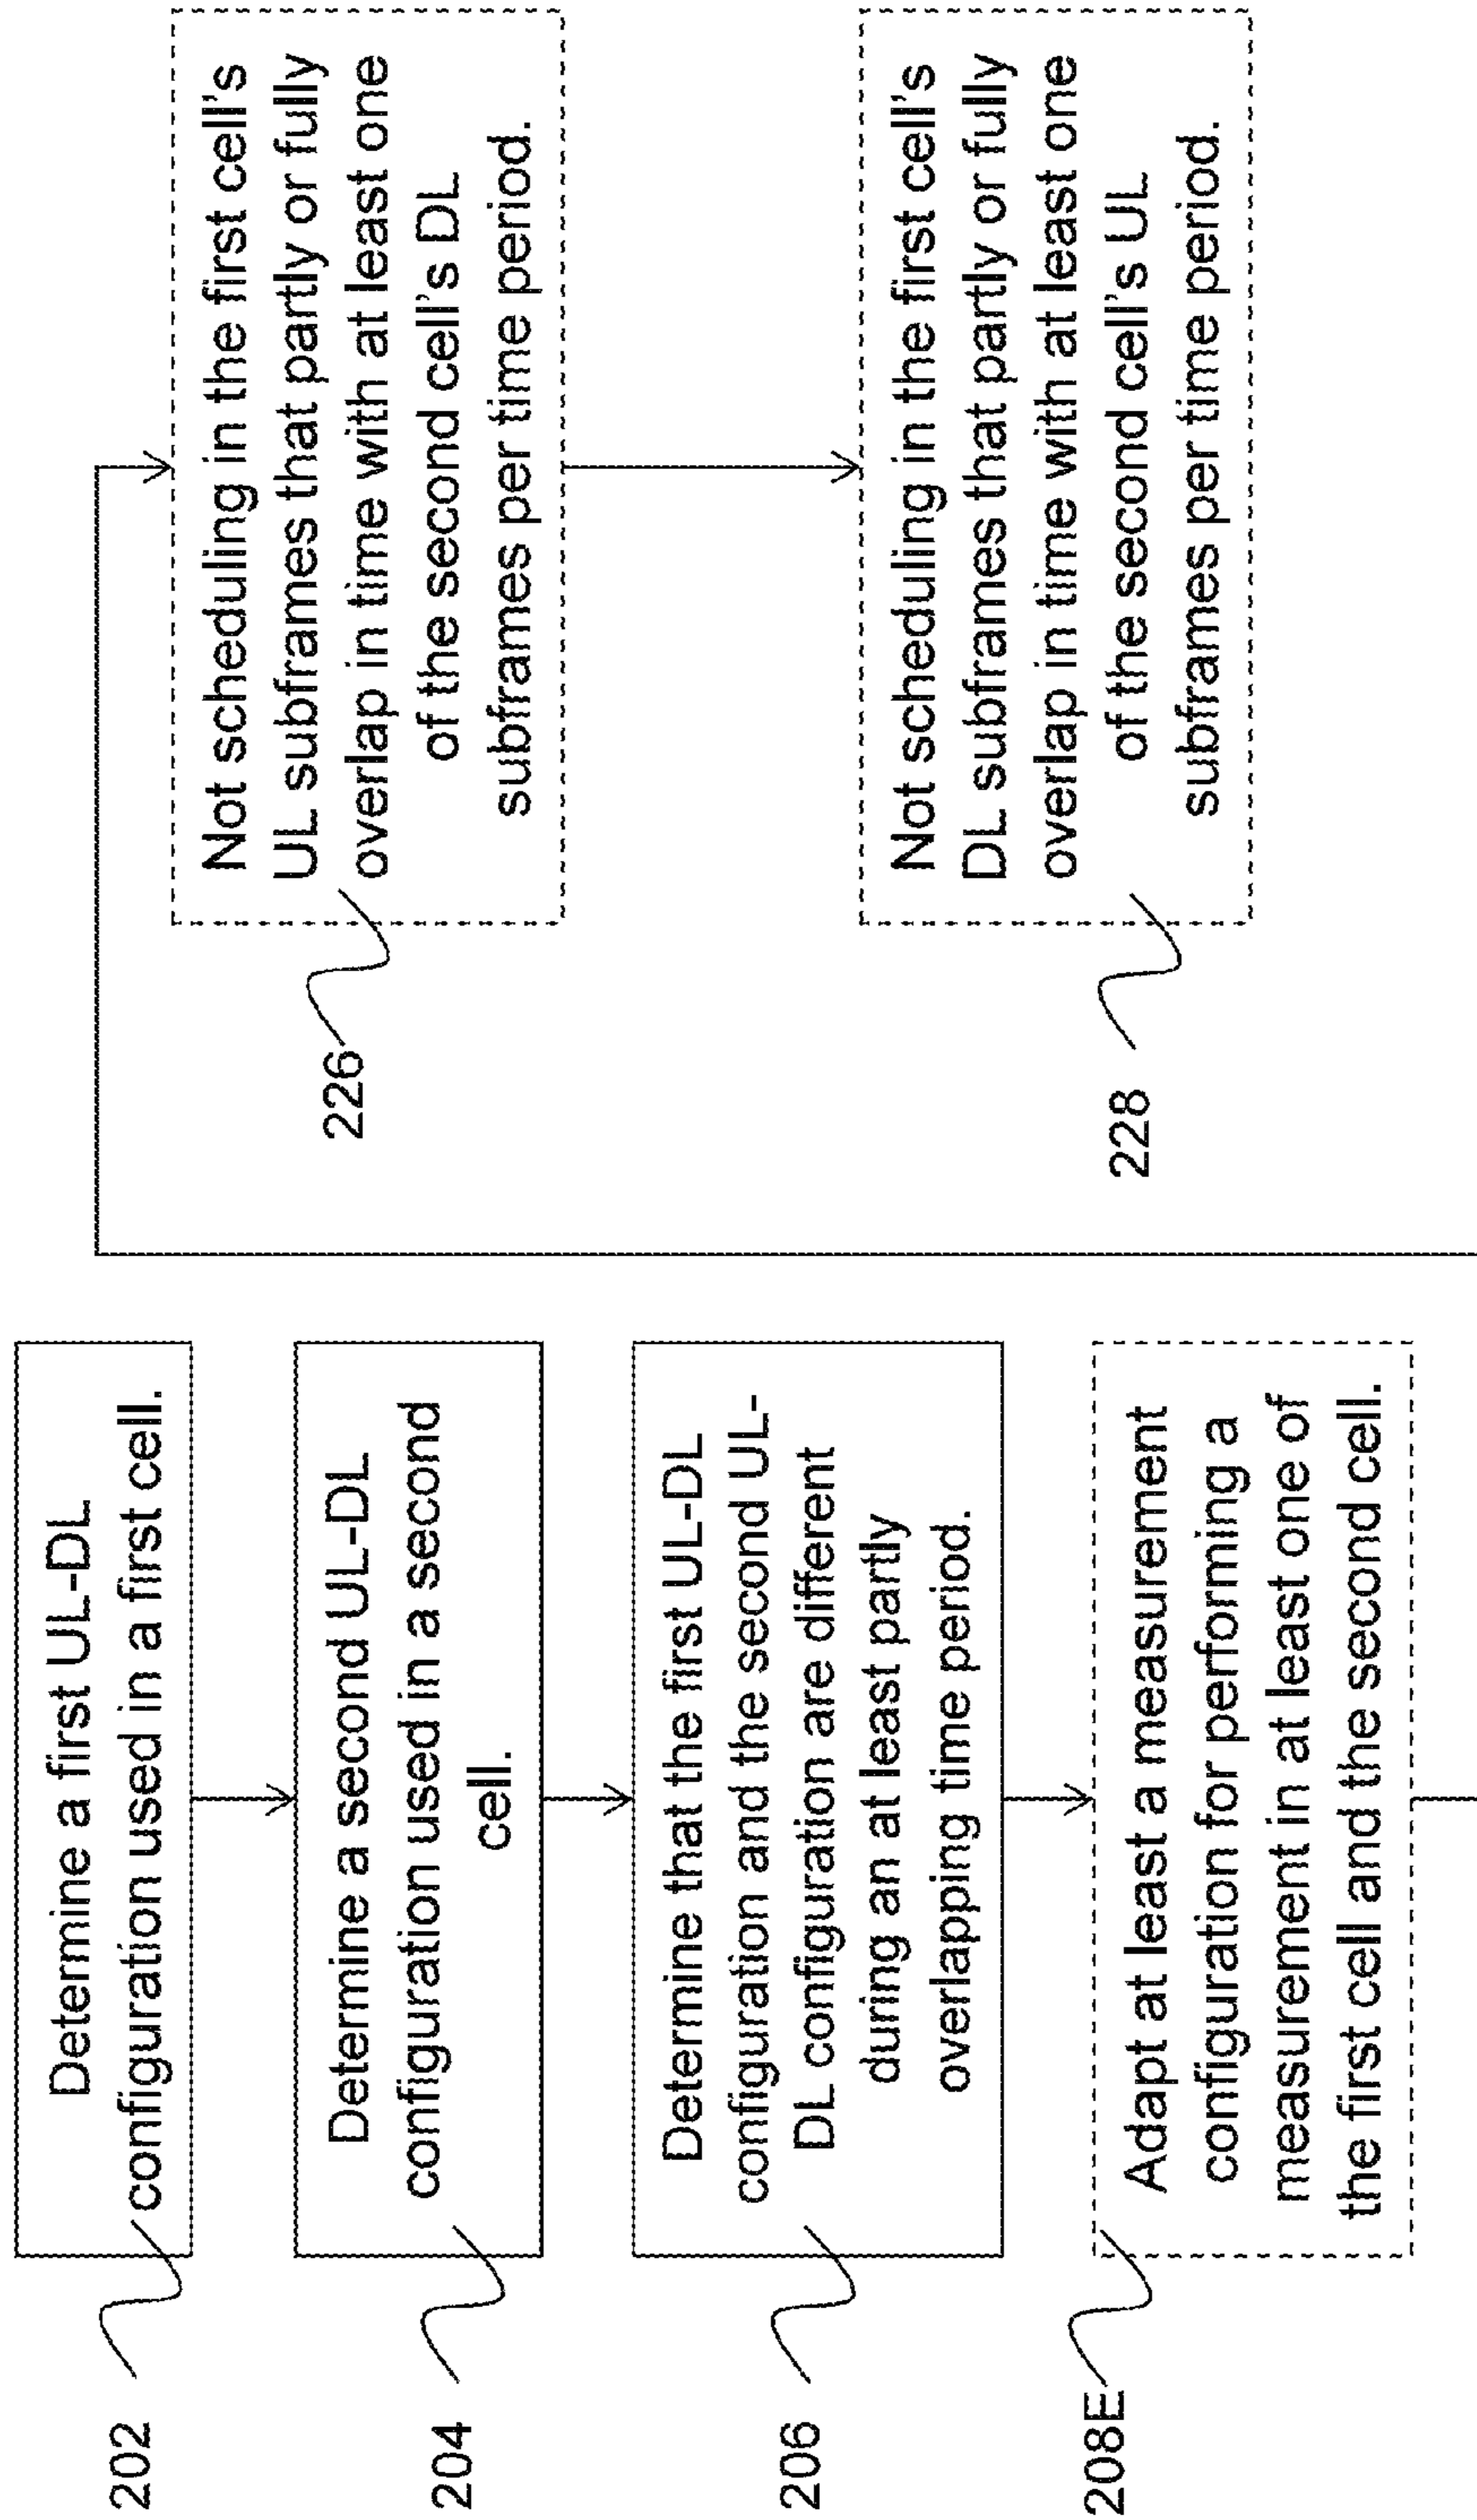 202
Determine a first UL-DL
configuration used in a first cell.
204
Determine a second UL-DL
configuration used in a second
cell.
206
Determine that the first UL-DL
configuration and the second UL-
DL configuration are different
during an at least partly
overlapping time period.
208E
Adapt at least a measurement
configuration for performing a
measurement in at least one of
the first cell and the second cell.
226
Not scheduling in the first cell's
UL subframes that partly or fully
overlap in time with at least one
of the second cell's DL
subframes per time period.
228
Not scheduling in the first cell's
DL subframes that partly or fully
overlap in time with at least one
of the second cell's UL
subframes per time period.